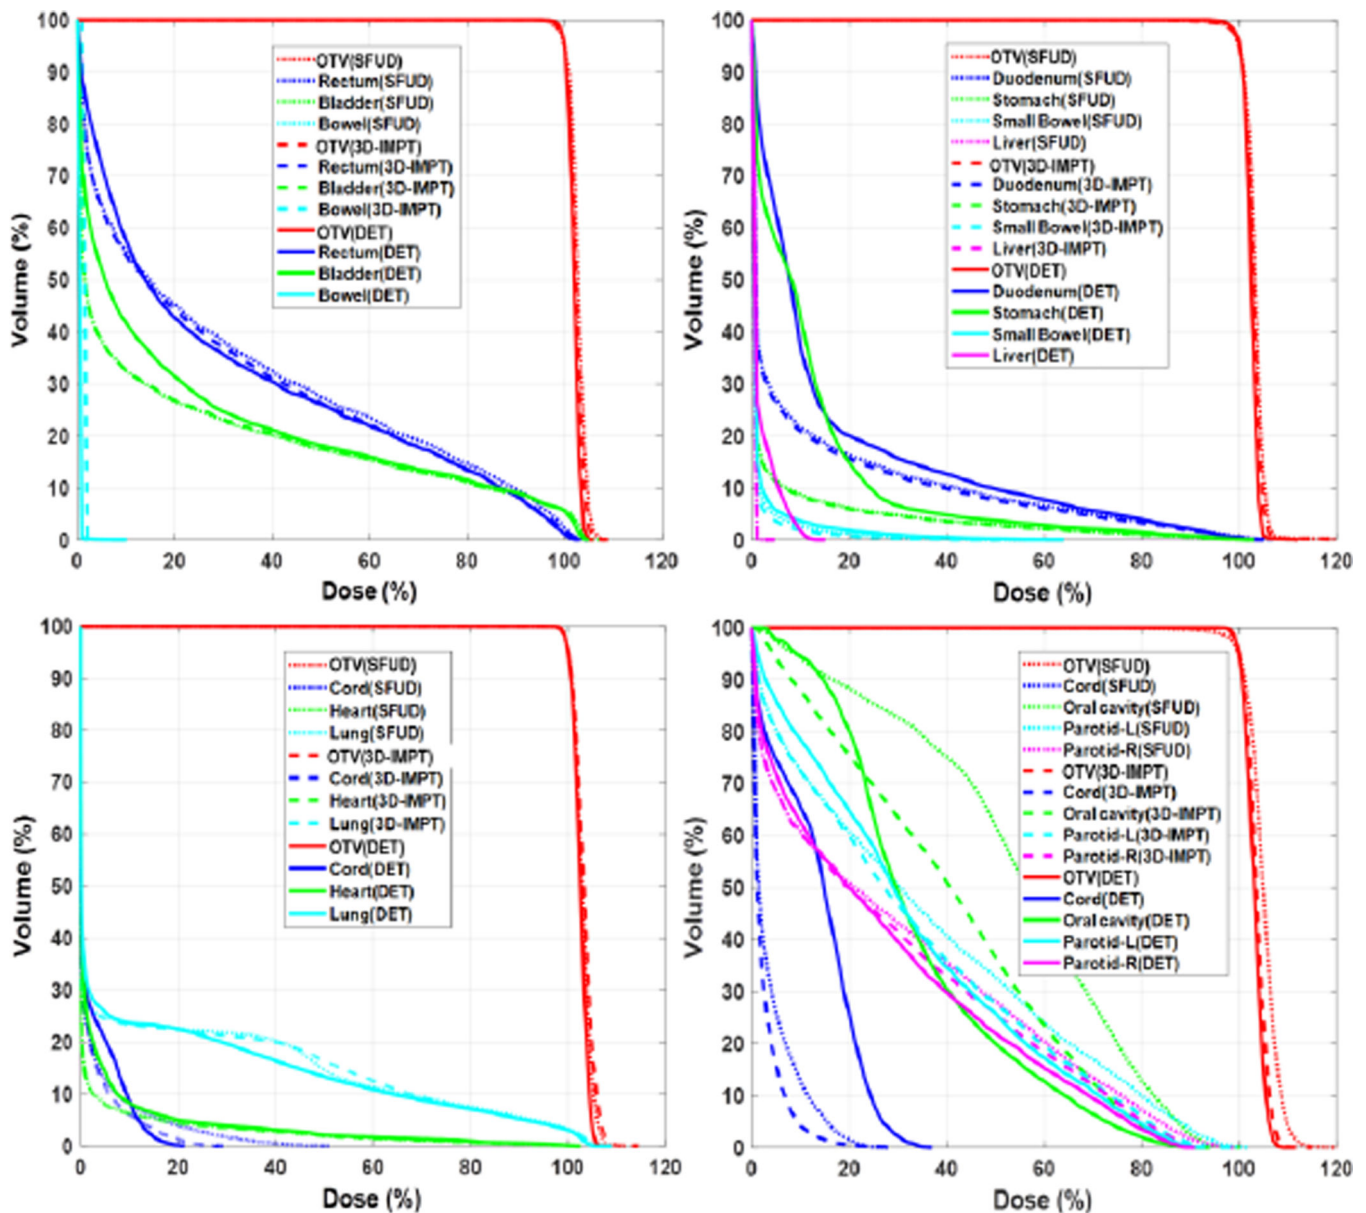 100
90
80
70
60
50
40
30
20
10
0
Volume (%)
OTV(SFUD)
Rectum(SFUD)
Bladder(SFUD)
Bowel(SFUD)
OTV(3D-IMPT)
Rectum(3D-IMPT)
Bladder(3D-IMPT)
Bowel(3D-IMPT)
OTV(DET)
Rectum(DET)
Bladder(DET)
Bowel(DET)
0 20 40 60 80 100 120
Dose (%)
100
90
80
70
60
50
40
30
20
10
0
Volume (%)
OTV(SFUD)
Duodenum(SFUD)
Stomach(SFUD)
Small Bowel(SFUD)
Liver(SFUD)
OTV(3D-IMPT)
Duodenum(3D-IMPT)
Stomach(3D-IMPT)
Small Bowel(3D-IMPT)
Liver(3D-IMPT)
OTV(DET)
Duodenum(DET)
Stomach(DET)
Small Bowel(DET)
Liver(DET)
0 20 40 60 80 100 120
Dose (%)
100
90
80
70
60
50
40
30
20
10
0
Volume (%)
OTV(SFUD)
Cord(SFUD)
Heart(SFUD)
Lung(SFUD)
OTV(3D-IMPT)
Cord(3D-IMPT)
Heart(3D-IMPT)
Lung(3D-IMPT)
OTV(DET)
Cord(DET)
Heart(DET)
Lung(DET)
0 20 40 60 80 100 120
Dose (%)
100
90
80
70
60
50
40
30
20
10
0
Volume (%)
OTV(SFUD)
Cord(SFUD)
Oral cavity(SFUD)
Parotid-L(SFUD)
Parotid-R(SFUD)
OTV(3D-IMPT)
Cord(3D-IMPT)
Oral cavity(3D-IMPT)
Parotid-L(3D-IMPT)
Parotid-R(3D-IMPT)
OTV(DET)
Cord(DET)
Oral cavity(DET)
Parotid-L(DET)
Parotid-R(DET)
0 20 40 60 80 100 120
Dose (%)